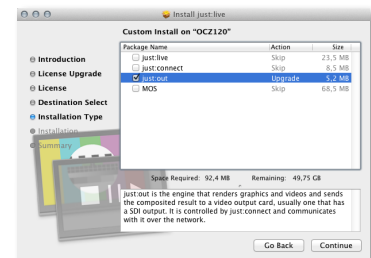 Install just:live
Custom Install on "OCZ120"
Package Name Action Size
just:live Skip 23,5 MB
just:connect Skip 8,5 MB
just:out Upgrade 5,2 MB
MOS Skip 68,5 MB
Introduction
License Upgrade
License
Destination Select
Installation Type
Installation
Summary
Space Required: 92,4 MB Remaining: 49,75 GB
just:out is the engine that renders graphics and videos and sends
the composited result to a video output card, usually one that has
a SDI output. It is controlled by just:connect and communicates
with it over the network.
Go Back Continue